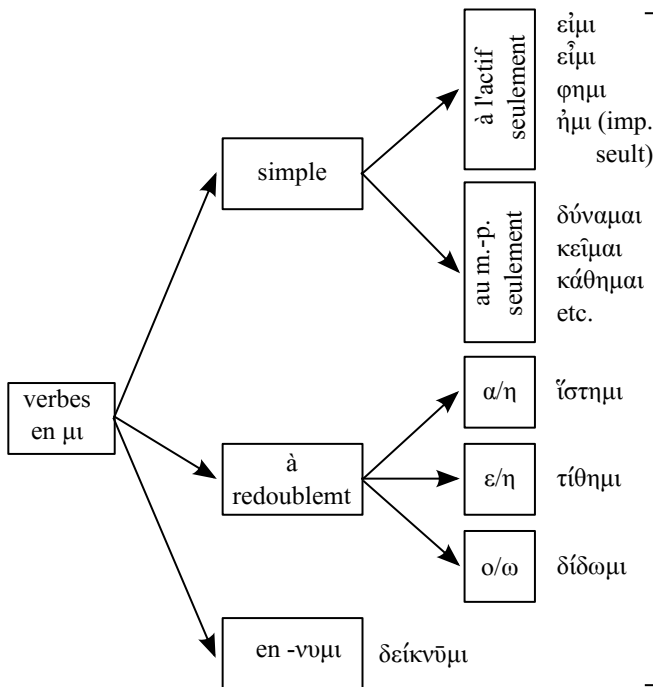 à l'actif
seulement
εἰμι
εἶμι
φημι
ἠμι (imp.
seult)
simple
au m.-p.
seulement
δύναμαι
κεῖμαι
κάθημαι
etc.
verbes
en μι
à
redoublemt
α/η
ἵστημι
ε/η
τίθημι
ο/ω
δίδωμι
en -νυμι
δείκνῡμι